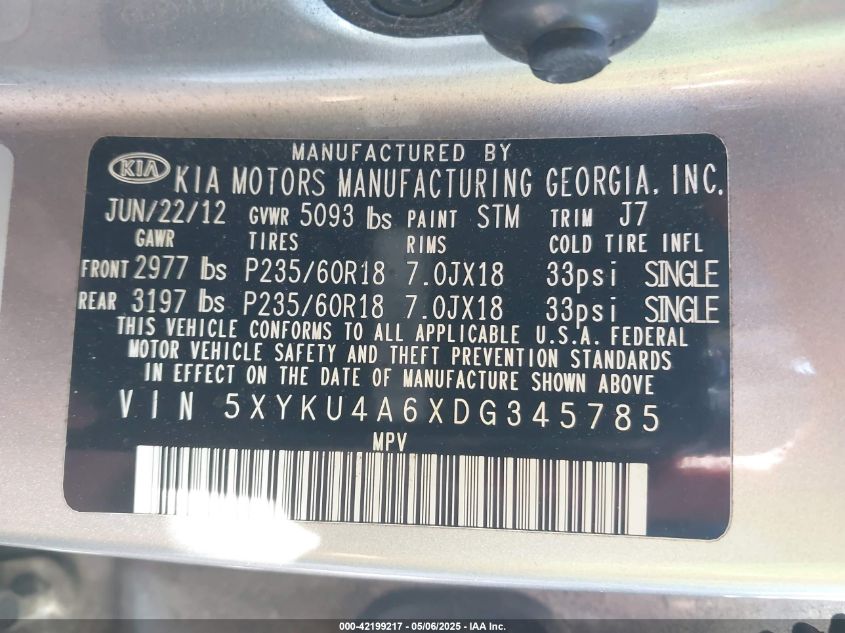 MANUFACTURED BY
KIA KIA MOTORS MANUFACTURING GEORGIA, INC.
JUN/22/12 GVWR 5093 lbs PAINT STM TRIM J7
GAWR TIRES RIMS COLD TIRE INFL
FRONT 2977 lbs P235/60R18 7.0JX18 33psi SINGLE
REAR 3197 lbs P235/60R18 7.0JX18 33psi SINGLE
THIS VEHICLE CONFORMS TO ALL APPLICABLE U.S.A. FEDERAL
MOTOR VEHICLE SAFETY AND THEFT PREVENTION STANDARDS
IN EFFECT ON THE DATE OF MANUFACTURE SHOWN ABOVE
VIN 5XYKU4A6XDG345785
MPV
000-42199217 - 05/06/2025 - IAA Inc.